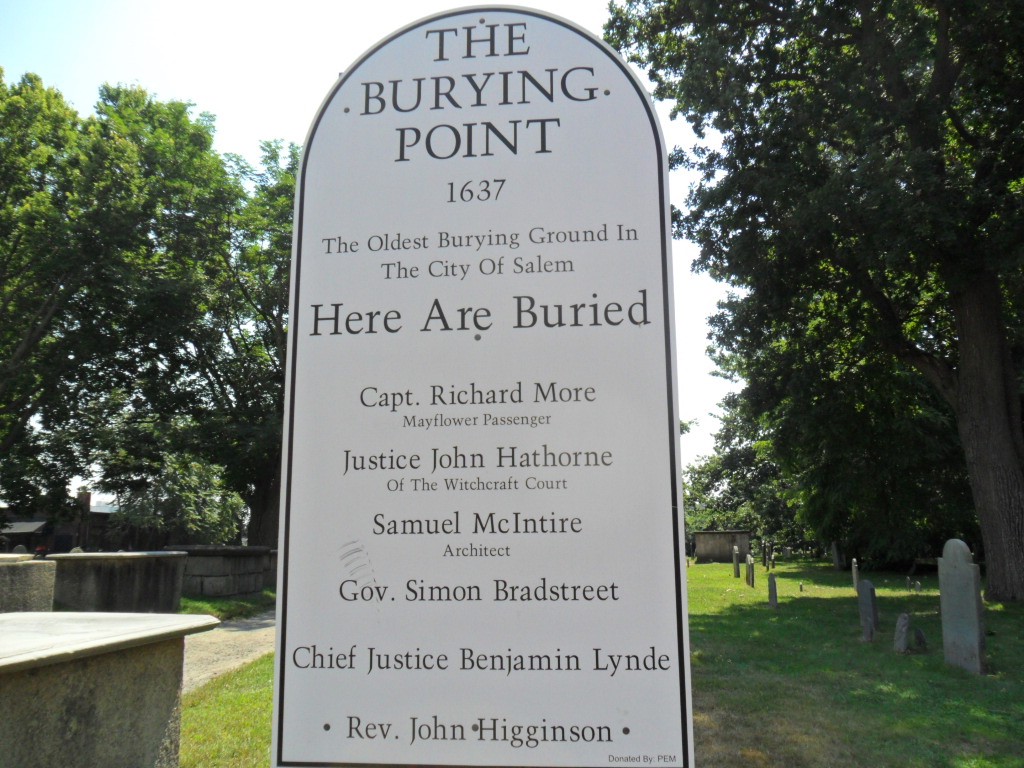 THE
· BURYING ·
POINT
1637
The Oldest Burying Ground In
The City Of Salem
Here Are Buried
Capt. Richard More
Mayflower Passenger
Justice John Hathorne
Of The Witchcraft Court
Samuel McIntire
Architect
Gov. Simon Bradstreet
Chief Justice Benjamin Lynde
Rev. John Higginson
Donated By: PEM